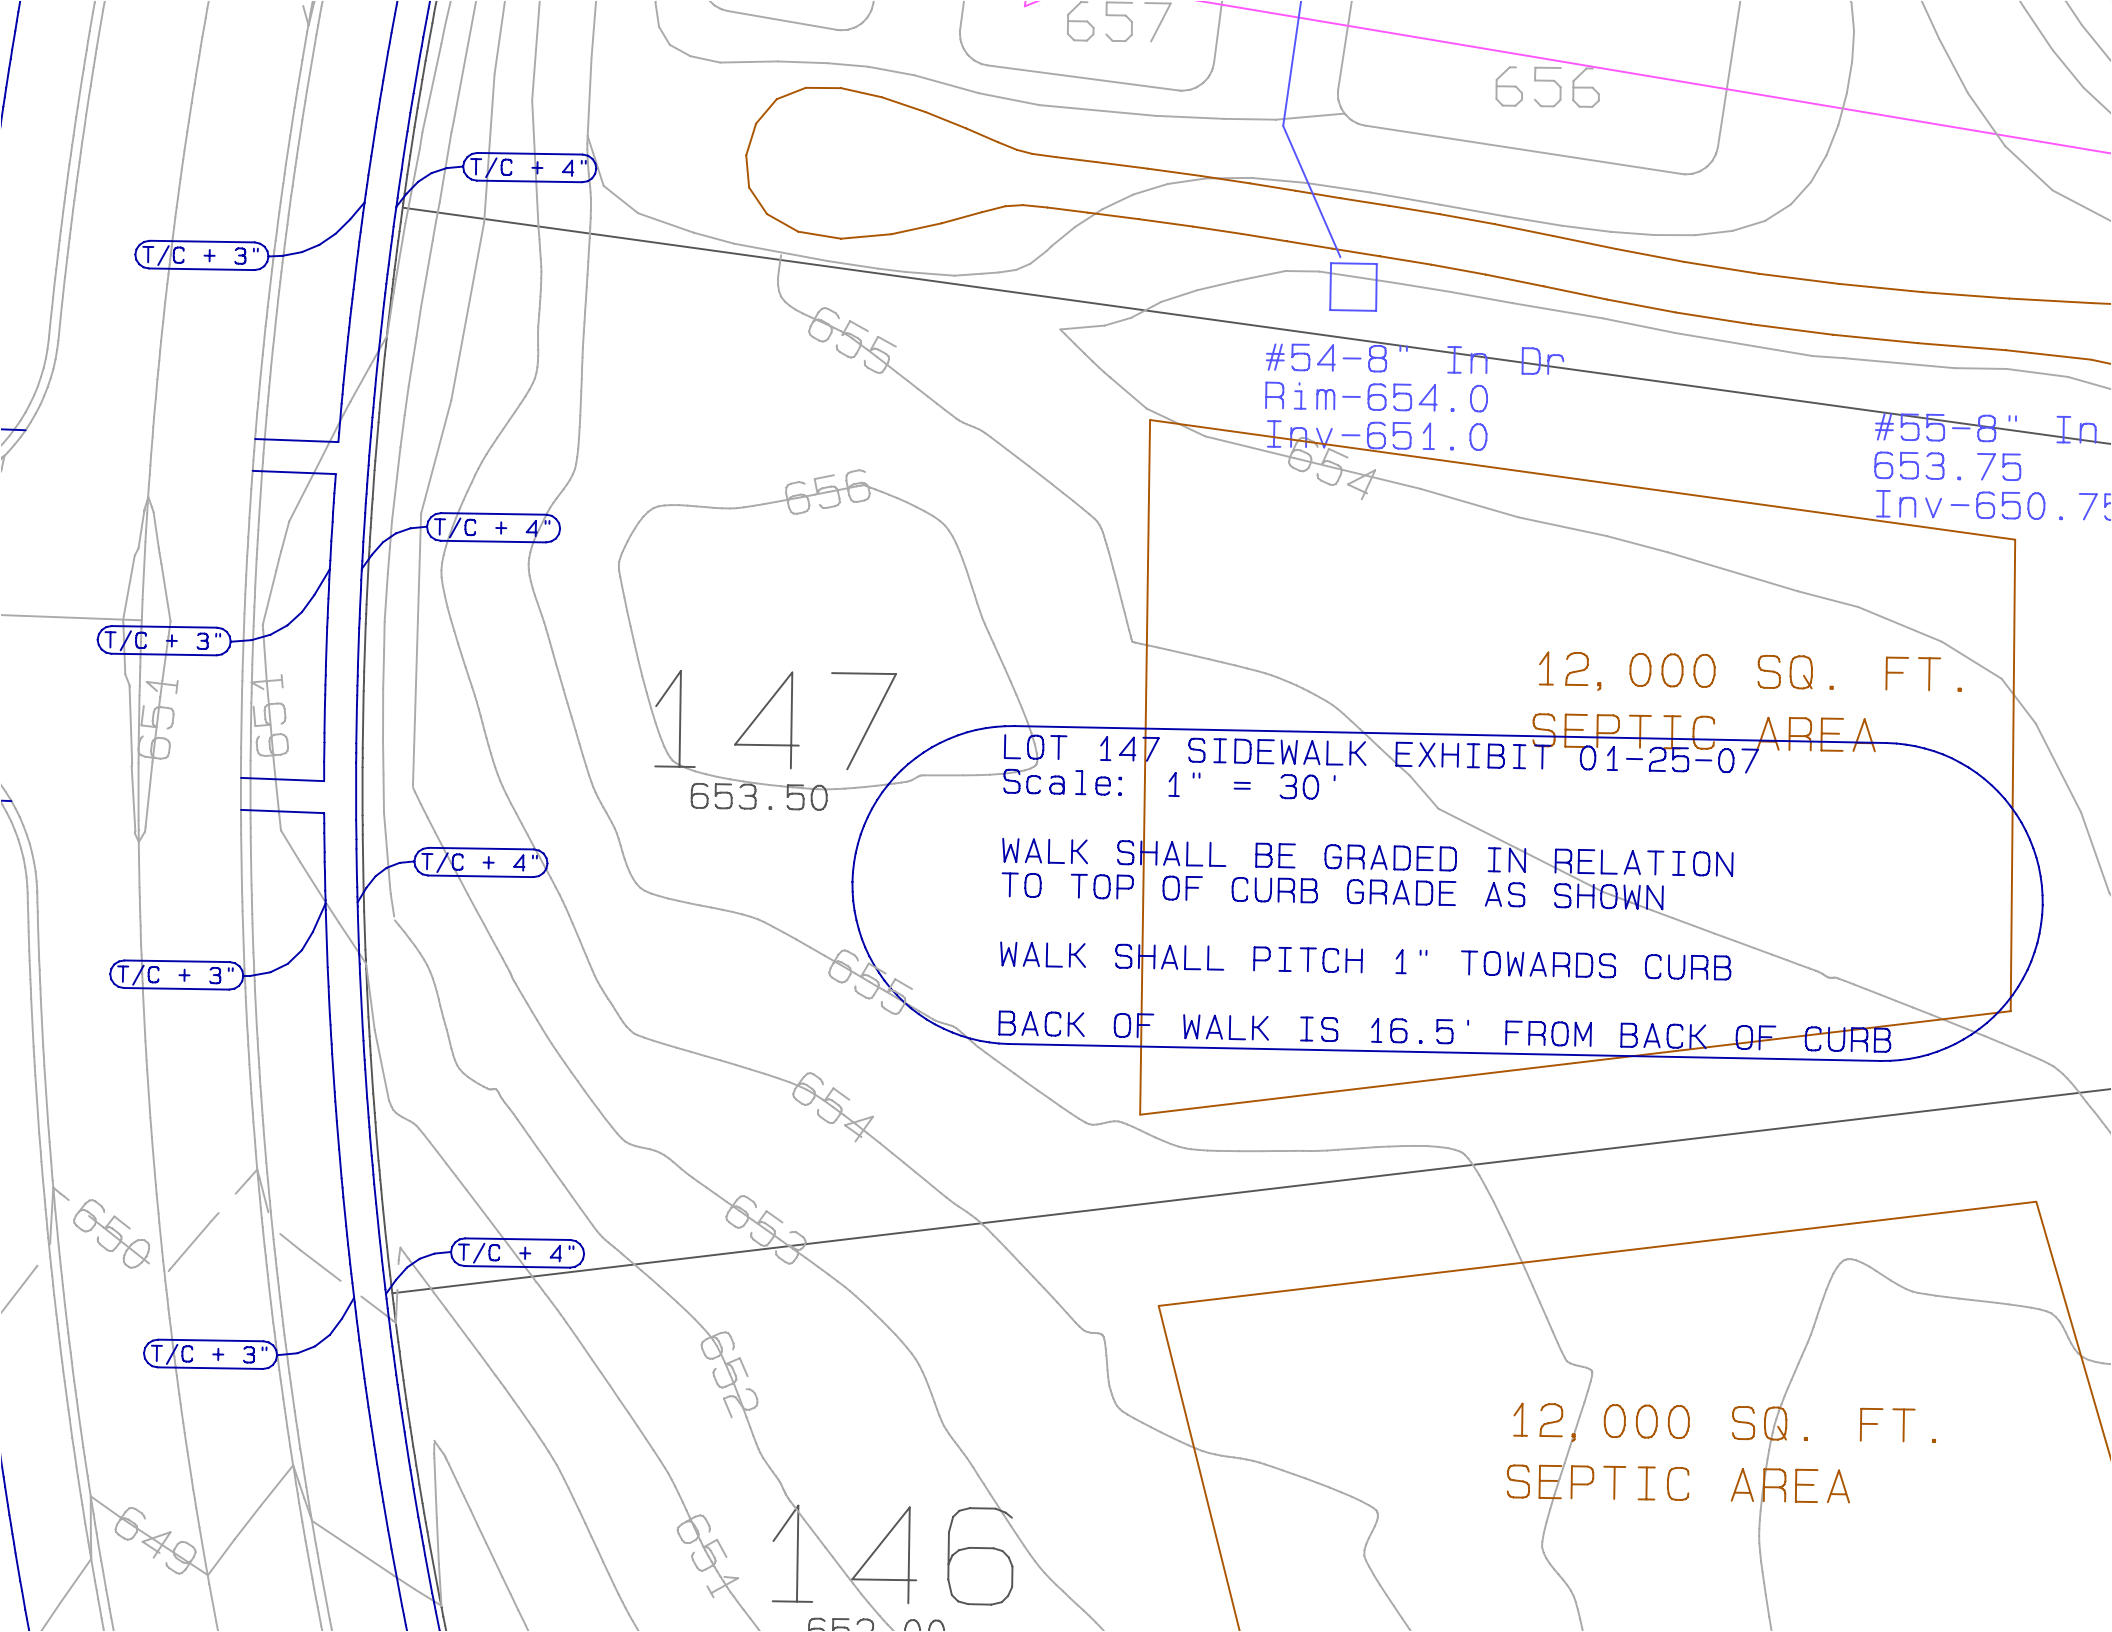 657
656
T/C + 4"
T/C + 3"
655
#54-8" In Dr
Rim-654.0
Inv-651.0
654
#55-8" In
653.75
Inv-650.75
656
T/C + 4"
T/C + 3"
651
651
147
653.50
12,000 SQ. FT.
SEPTIC AREA
LOT 147 SIDEWALK EXHIBIT 01-25-07
Scale: 1" = 30'
WALK SHALL BE GRADED IN RELATION
TO TOP OF CURB GRADE AS SHOWN
WALK SHALL PITCH 1" TOWARDS CURB
BACK OF WALK IS 16.5' FROM BACK OF CURB
T/C + 4"
T/C + 3"
655
654
653
650
T/C + 4"
T/C + 3"
652
12,000 SQ. FT.
SEPTIC AREA
649
651
146